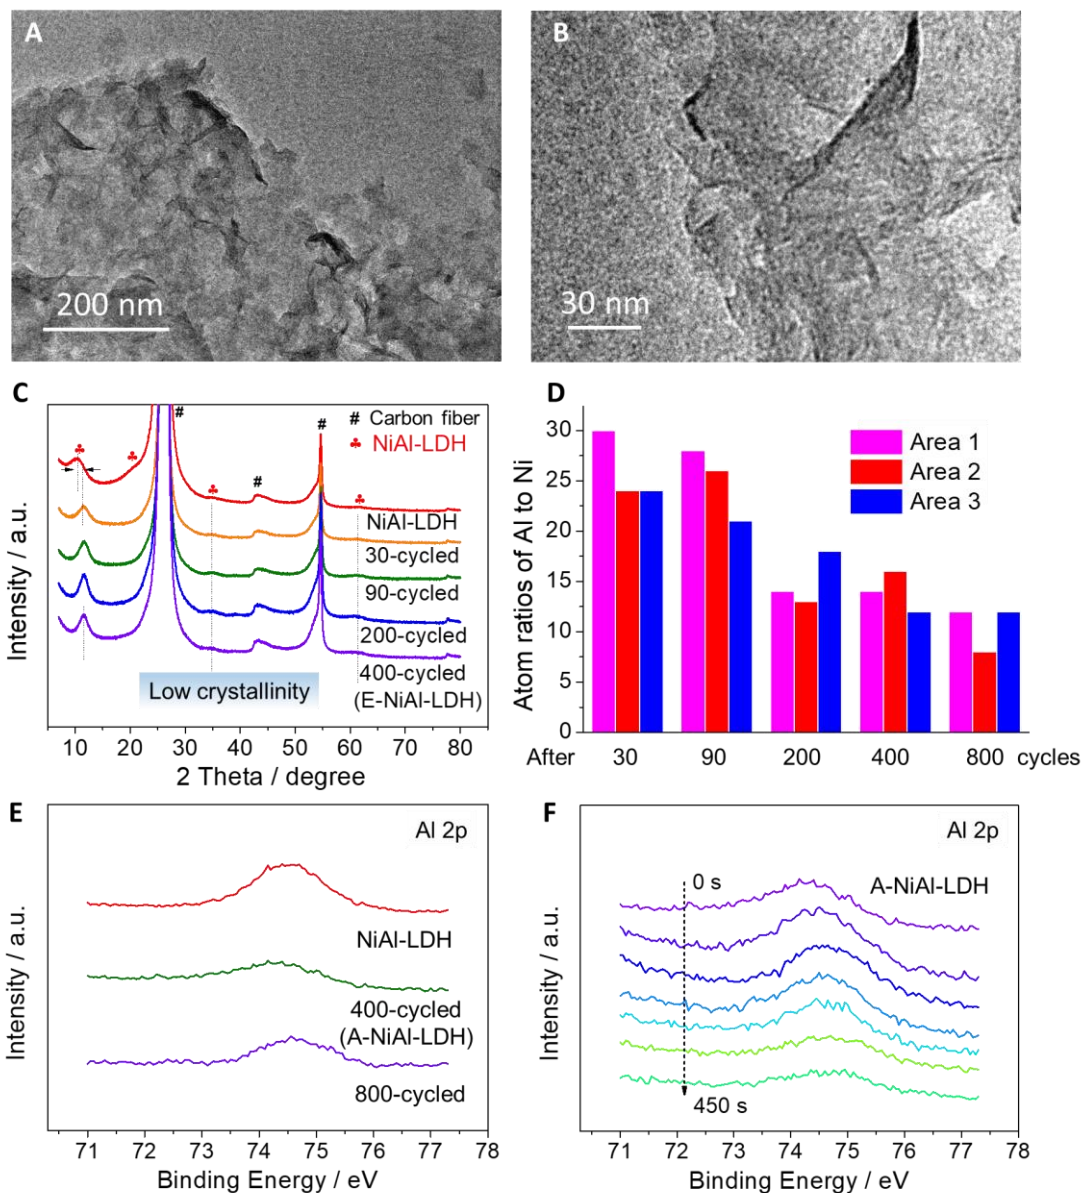 A
200 nm
B
30 nm
C
# Carbon fiber
♣ NiAl-LDH
#
#
#
NiAl-LDH
30-cycled
90-cycled
200-cycled
400-cycled
(E-NiAl-LDH)
Low crystallinity
Intensity / a.u.
10 20 30 40 50 60 70 80
2 Theta / degree
D
Area 1
Area 2
Area 3
Atom ratios of Al to Ni
30
25
20
15
10
5
0
After 30 90 200 400 800 cycles
E
Al 2p
NiAl-LDH
400-cycled
(A-NiAl-LDH)
800-cycled
Intensity / a.u.
71 72 73 74 75 76 77 78
Binding Energy / eV
F
Al 2p
0 s
A-NiAl-LDH
450 s
Intensity / a.u.
71 72 73 74 75 76 77 78
Binding Energy / eV